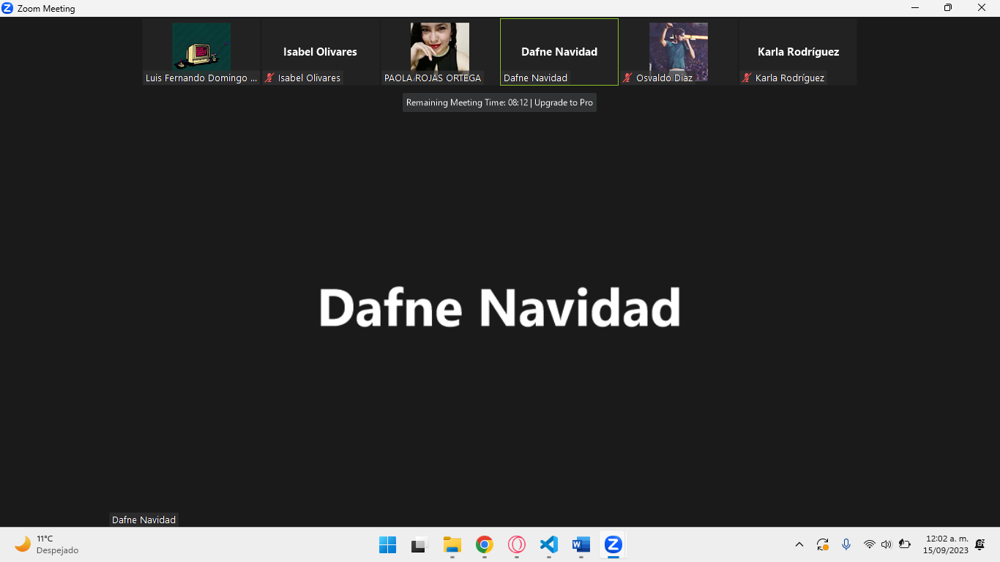 Zoom Meeting
Isabel Olivares
Dafne Navidad
Karla Rodríguez
Luis Fernando Domingo ...
Isabel Olivares
PAOLA ROJAS ORTEGA
Dafne Navidad
Osvaldo Diaz
Karla Rodríguez
Remaining Meeting Time: 08:12 | Upgrade to Pro
Dafne Navidad
Dafne Navidad
11°C
Despejado
12:02 a. m.
15/09/2023